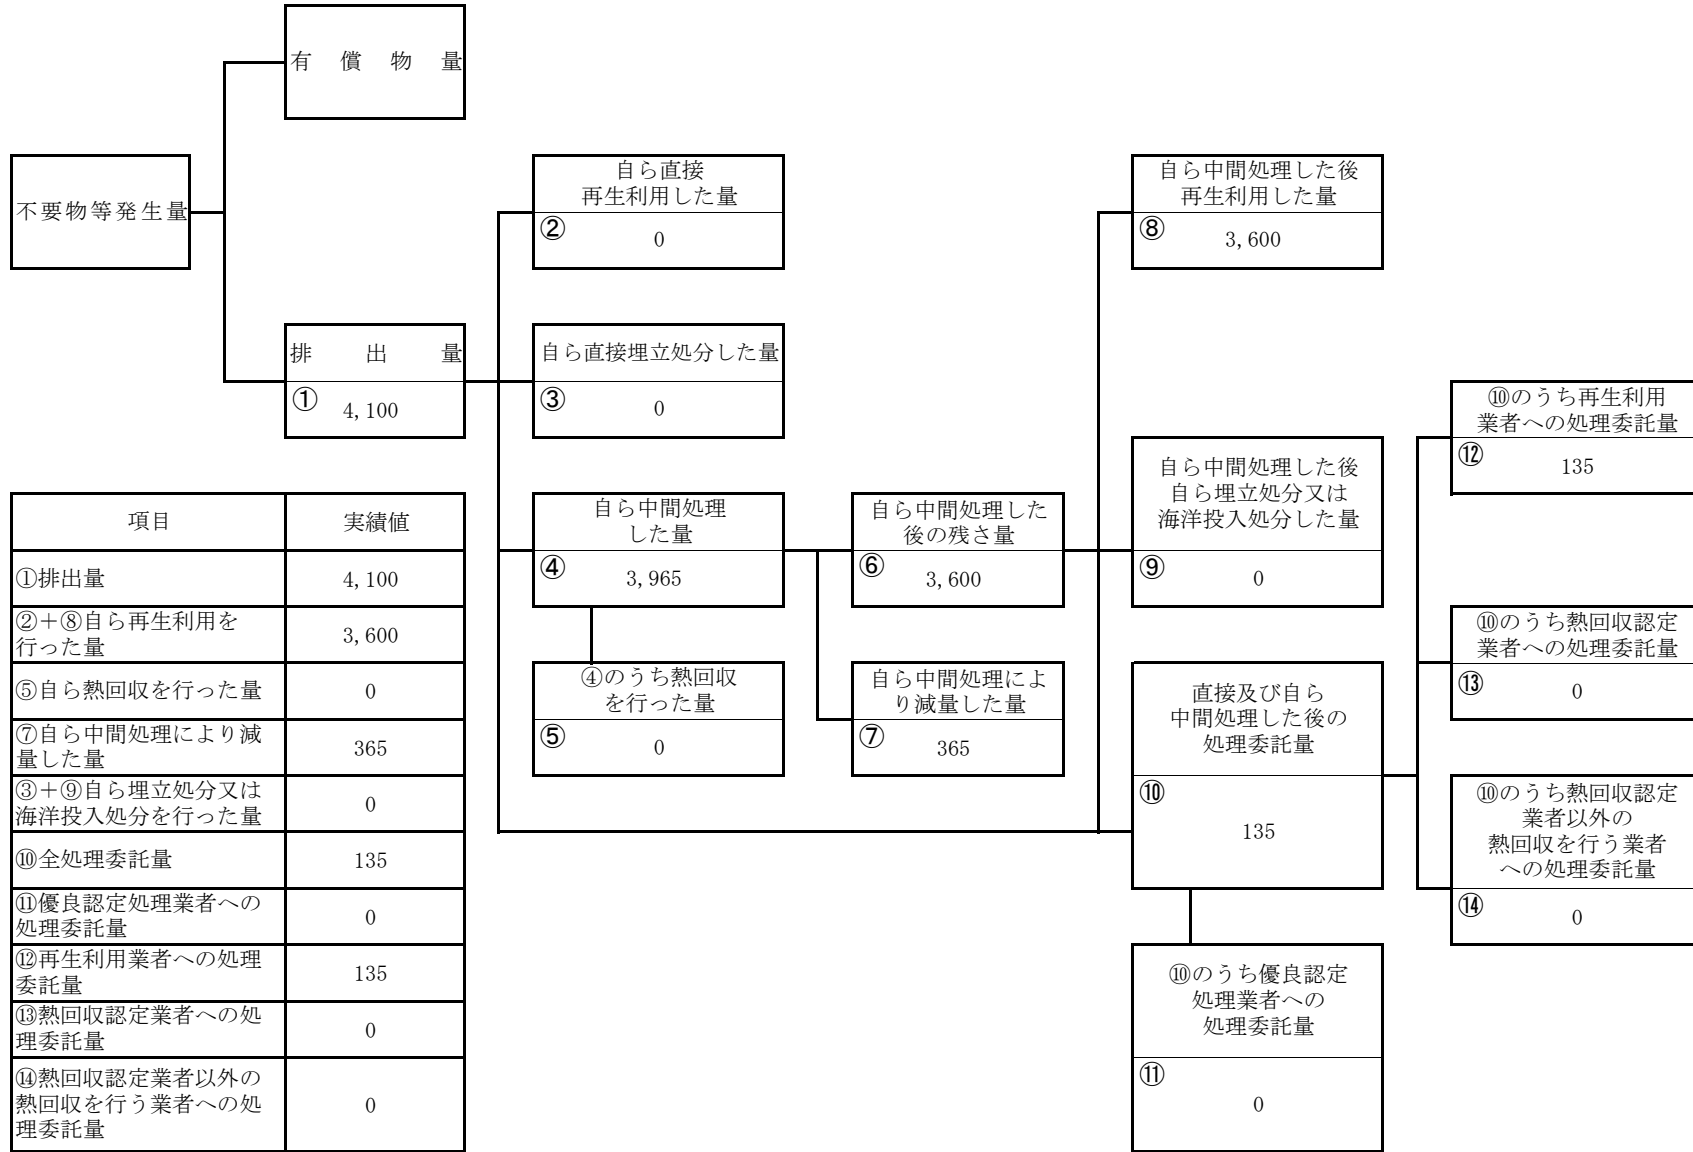 有償物量
不要物等発生量
排出量
① 4,100
自ら直接
再生利用した量
② 0
自ら直接埋立処分した量
③ 0
自ら中間処理
した量
④ 3,965
④のうち熱回収
を行った量
⑤ 0
自ら中間処理した
後の残さ量
⑥ 3,600
自ら中間処理によ
り減量した量
⑦ 365
自ら中間処理した後
再生利用した量
⑧ 3,600
自ら中間処理した後
自ら埋立処分又は
海洋投入処分した量
⑨ 0
直接及び自ら
中間処理した後の
処理委託量
⑩
135
⑩のうち優良認定
処理業者への
処理委託量
⑪
0
⑩のうち再生利用
業者への処理委託量
⑫ 135
⑩のうち熱回収認定
業者への処理委託量
⑬ 0
⑩のうち熱回収認定
業者以外の
熱回収を行う業者
への処理委託量
⑭ 0
項目 実績値
①排出量 4,100
②+⑧自ら再生利用を
行った量 3,600
⑤自ら熱回収を行った量 0
⑦自ら中間処理により減
量した量 365
③+⑨自ら埋立処分又は
海洋投入処分を行った量 0
⑩全処理委託量 135
⑪優良認定処理業者への
処理委託量 0
⑫再生利用業者への処理
委託量 135
⑬熱回収認定業者への処
理委託量 0
⑭熱回収認定業者以外の
熱回収を行う業者への処
理委託量 0